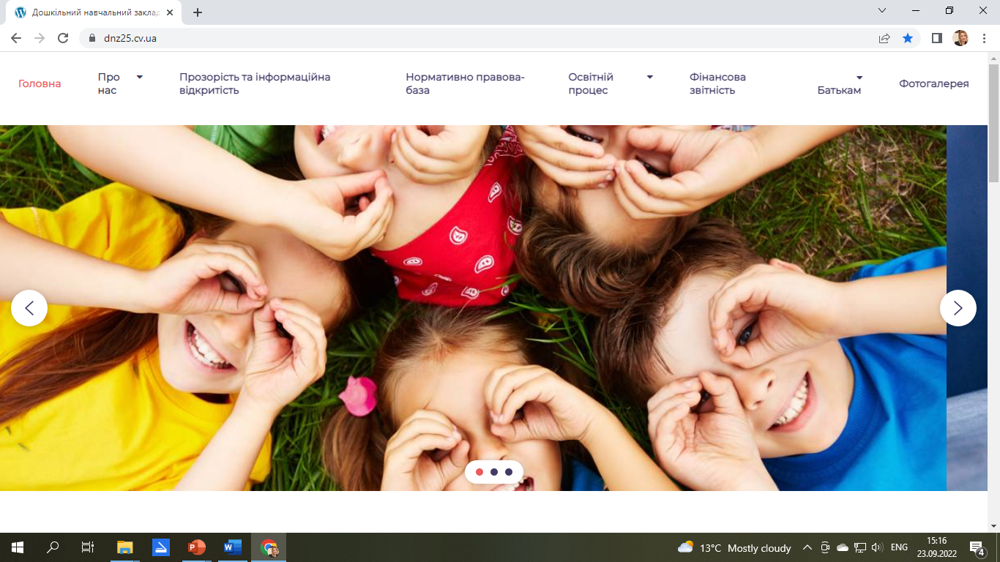 Дошкільний навчальний заклад
dnz25.cv.ua
Головна
Про нас
Прозорість та інформаційна
відкритість
Нормативно правова-
база
Освітній
процес
Фінансова
звітність
Батькам
Фотогалерея
13°C Mostly cloudy
ENG
15:16
23.09.2022
4